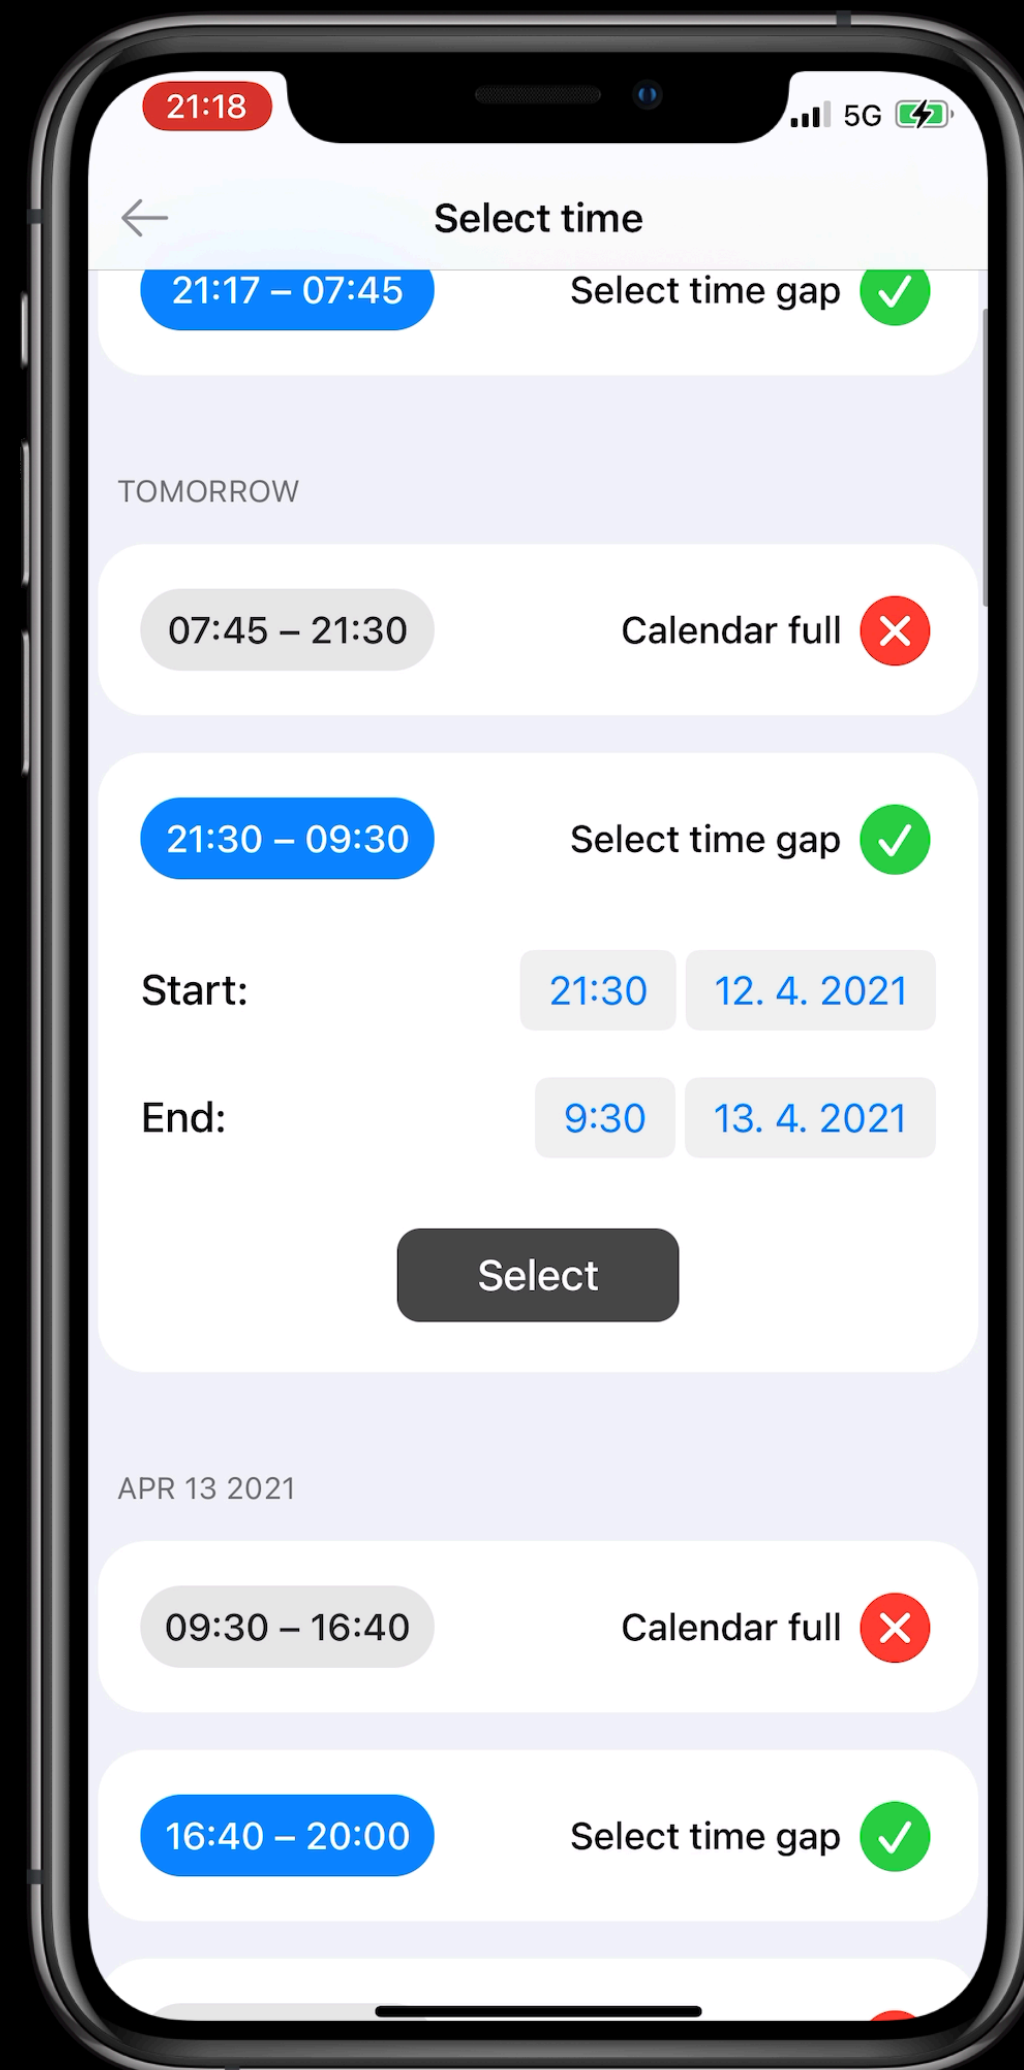 21:18 5G
Select time
21:17 – 07:45 Select time gap
TOMORROW
07:45 – 21:30 Calendar full
21:30 – 09:30 Select time gap
Start: 21:30 12. 4. 2021
End: 9:30 13. 4. 2021
Select
APR 13 2021
09:30 – 16:40 Calendar full
16:40 – 20:00 Select time gap